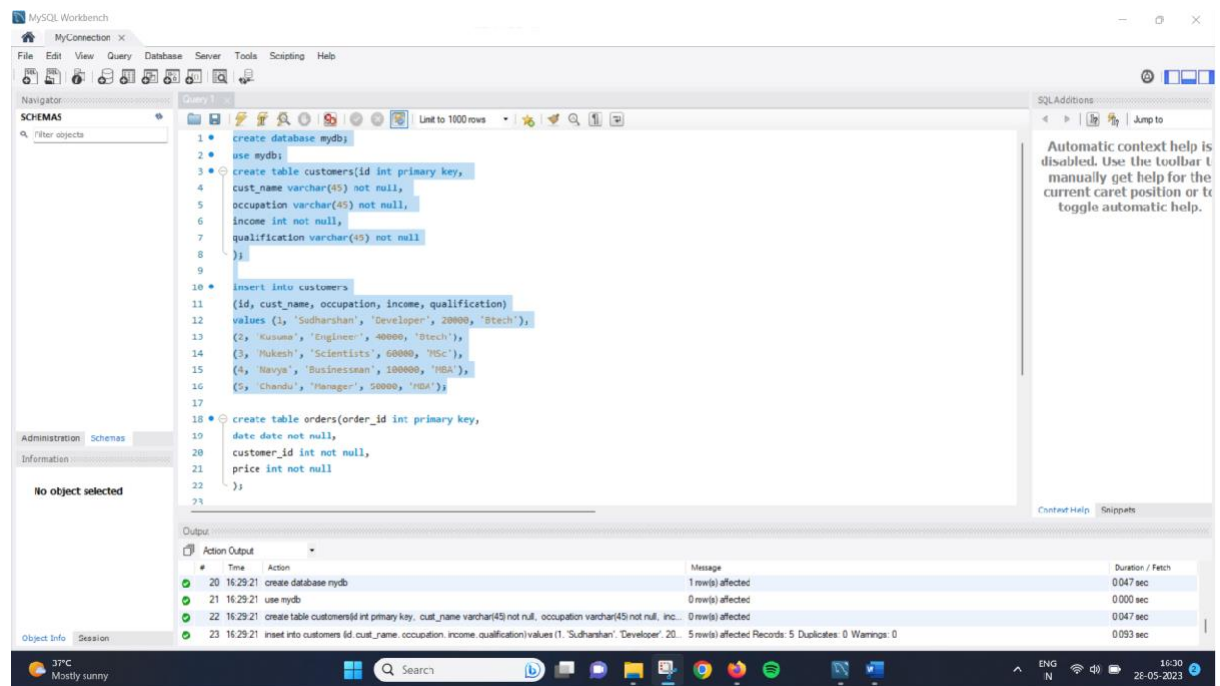 MySQL Workbench
MyConnection ×
File Edit View Query Database Server Tools Scripting Help
Navigator
SCHEMAS
Filter objects
Administration Schemas
Information
No object selected
Object Info Session
Query 1 ×
Limit to 1000 rows
1 create database mydb;
2 use mydb;
3 create table customers(id int primary key,
4 cust_name varchar(45) not null,
5 occupation varchar(45) not null,
6 income int not null,
7 qualification varchar(45) not null
8 );
9
10 insert into customers
11 (id, cust_name, occupation, income, qualification)
12 values (1, 'Sudharshan', 'Developer', 20000, 'Btech'),
13 (2, 'Kusuma', 'Engineer', 40000, 'Btech'),
14 (3, 'Mukesh', 'Scientists', 60000, 'MSc'),
15 (4, 'Navya', 'Businessman', 100000, 'MBA'),
16 (5, 'Chandu', 'Manager', 50000, 'MBA');
17
18 create table orders(order_id int primary key,
19 date date not null,
20 customer_id int not null,
21 price int not null
22 );
23
SQLAdditions
Jump to
Automatic context help is
disabled. Use the toolbar t
manually get help for the
current caret position or to
toggle automatic help.
Context Help Snippets
Output
Action Output
# Time Action Message Duration / Fetch
20 16:29:21 create database mydb 1 row(s) affected 0.047 sec
21 16:29:21 use mydb 0 row(s) affected 0.000 sec
22 16:29:21 create table customers(id int primary key, cust_name varchar(45) not null, occupation varchar(45) not null, inc... 0 row(s) affected 0.047 sec
23 16:29:21 insert into customers (id, cust_name, occupation, income, qualification) values (1, 'Sudharshan', 'Developer', 20... 5 row(s) affected Records: 5 Duplicates: 0 Warnings: 0 0.093 sec
37°C
Mostly sunny
Search
ENG
IN
16:30
28-05-2023
2